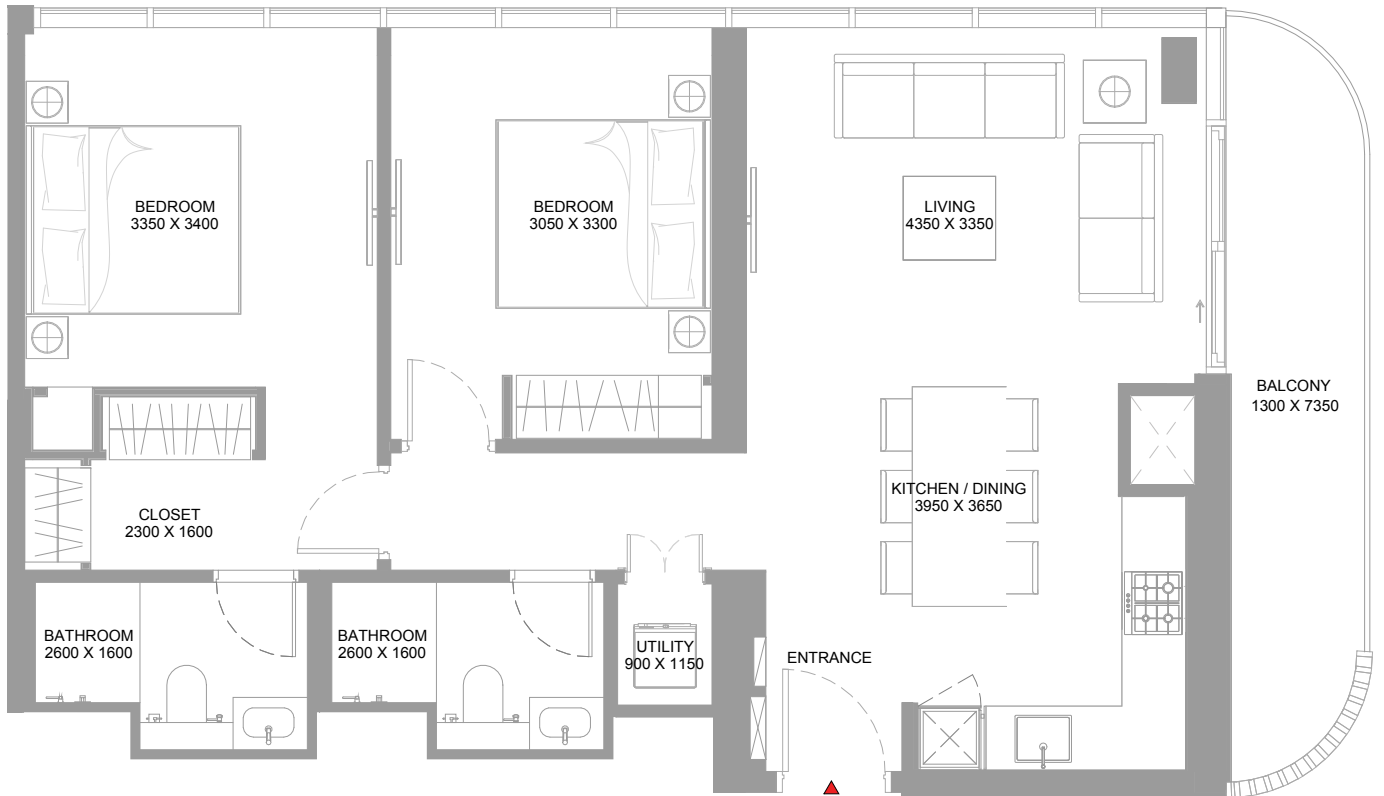 BEDROOM
3350 X 3400
BEDROOM
3050 X 3300
LIVING
4350 X 3350
BALCONY
1300 X 7350
KITCHEN / DINING
3950 X 3650
CLOSET
2300 X 1600
BATHROOM
2600 X 1600
BATHROOM
2600 X 1600
UTILITY
900 X 1150
ENTRANCE